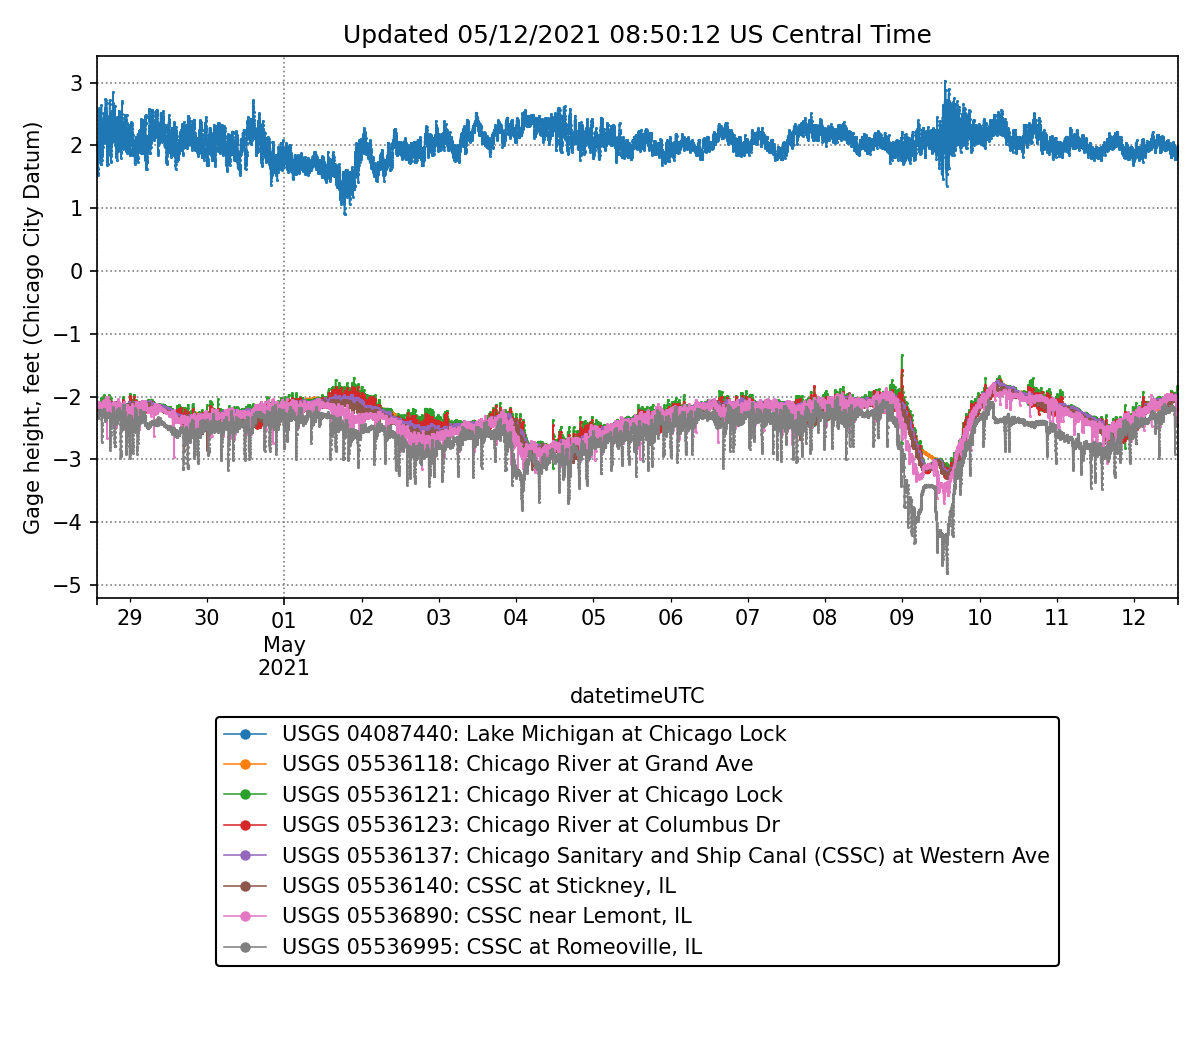 Updated 05/12/2021 08:50:12 US Central Time
Gage height, feet (Chicago City Datum)
3
2
1
0
−1
−2
−3
−4
−5
29 30 01 02 03 04 05 06 07 08 09 10 11 12
May
2021
datetimeUTC
USGS 04087440: Lake Michigan at Chicago Lock
USGS 05536118: Chicago River at Grand Ave
USGS 05536121: Chicago River at Chicago Lock
USGS 05536123: Chicago River at Columbus Dr
USGS 05536137: Chicago Sanitary and Ship Canal (CSSC) at Western Ave
USGS 05536140: CSSC at Stickney, IL
USGS 05536890: CSSC near Lemont, IL
USGS 05536995: CSSC at Romeoville, IL